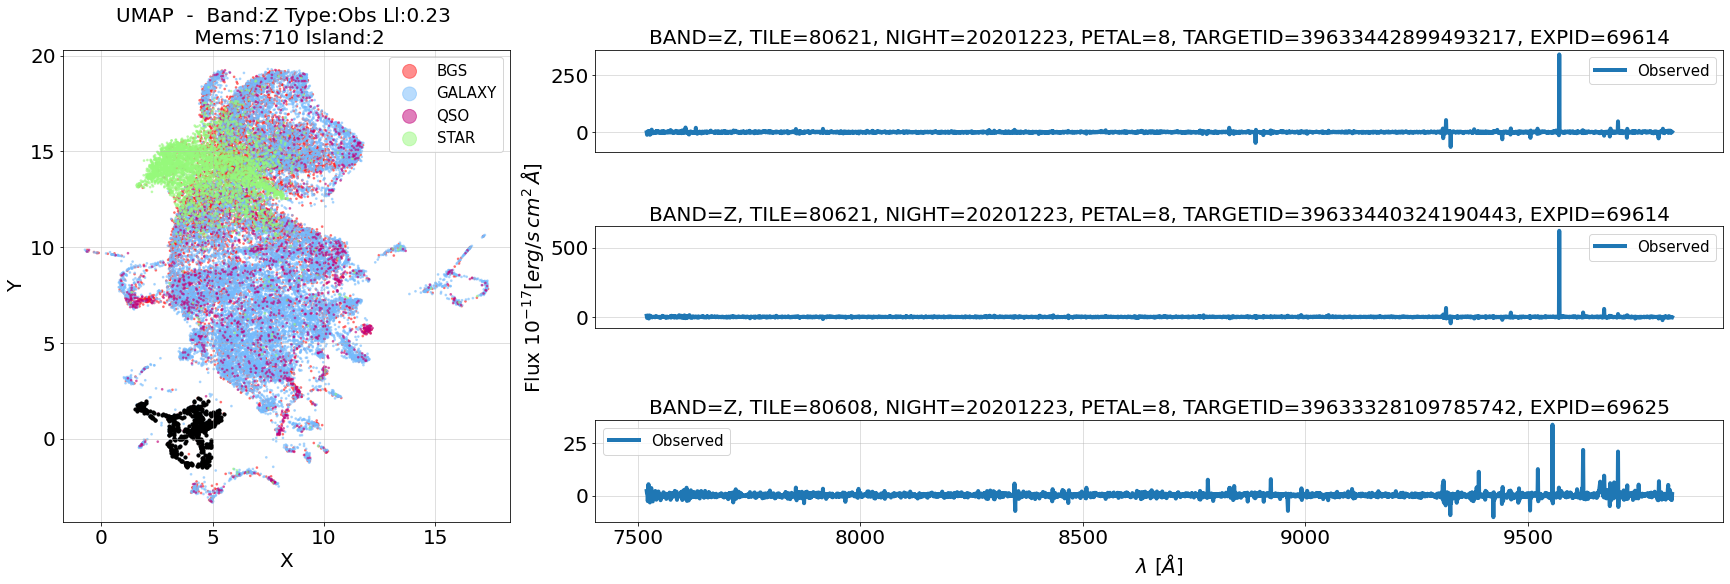 UMAP  -  Band:Z Type:Obs Ll:0.23
Mems:710 Island:2
20
15
10
5
0
Y
0
5
10
15
X
BGS
GALAXY
QSO
STAR
Flux 10^{-17}[erg/s cm^2 Å]
BAND=Z, TILE=80621, NIGHT=20201223, PETAL=8, TARGETID=39633442899493217, EXPID=69614
250
0
Observed
BAND=Z, TILE=80621, NIGHT=20201223, PETAL=8, TARGETID=39633440324190443, EXPID=69614
500
0
Observed
BAND=Z, TILE=80608, NIGHT=20201223, PETAL=8, TARGETID=39633328109785742, EXPID=69625
25
0
Observed
7500
8000
8500
9000
9500
λ [Å]